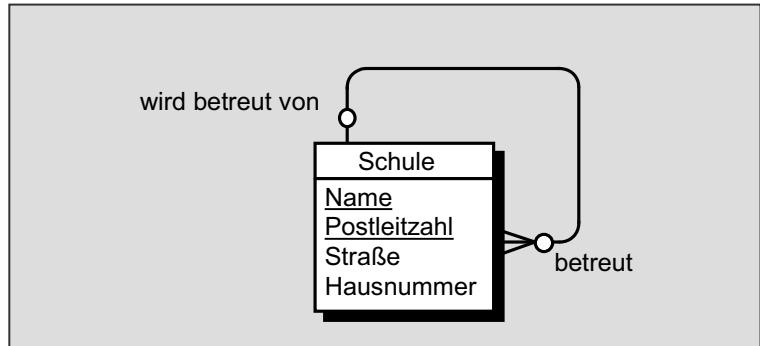 wird betreut von
Schule
Name
Postleitzahl
Straße
Hausnummer
betreut